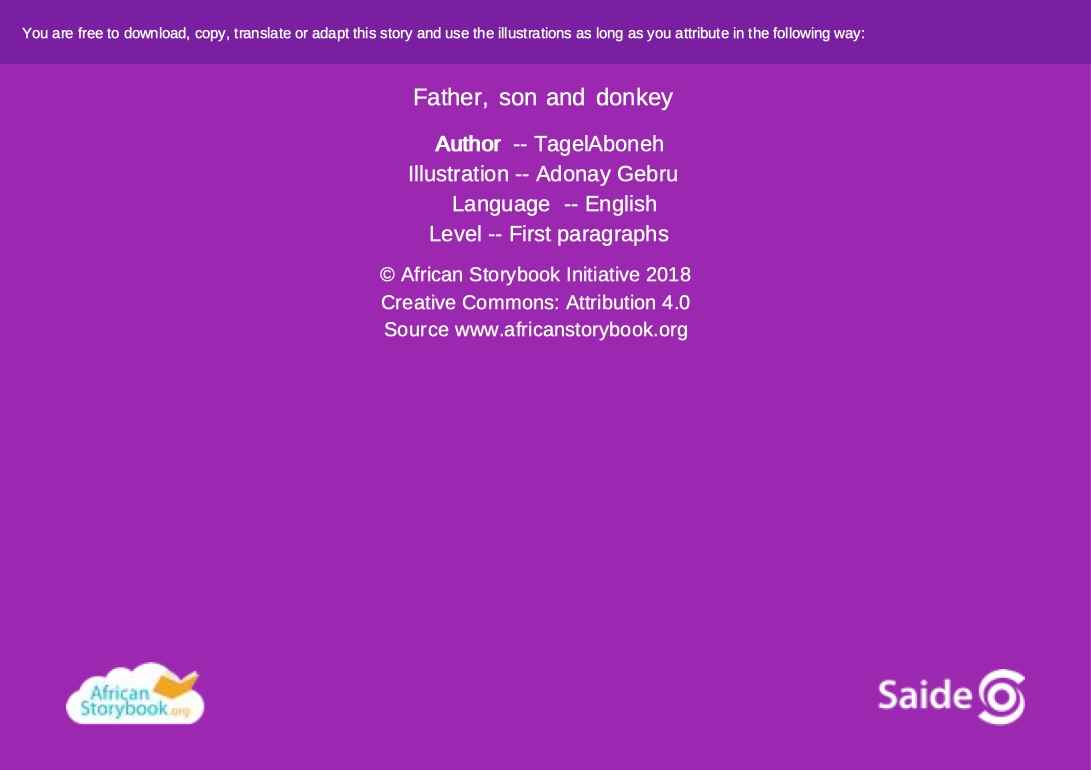 You are free to download, copy, translate or adapt this story and use the illustrations as long as you attribute in the following way:
Father, son and donkey
Author -- TagelAboneh
Illustration -- Adonay Gebru
Language -- English
Level -- First paragraphs
© African Storybook Initiative 2018
Creative Commons: Attribution 4.0
Source www.africanstorybook.org
African
Storybook.org
Saide